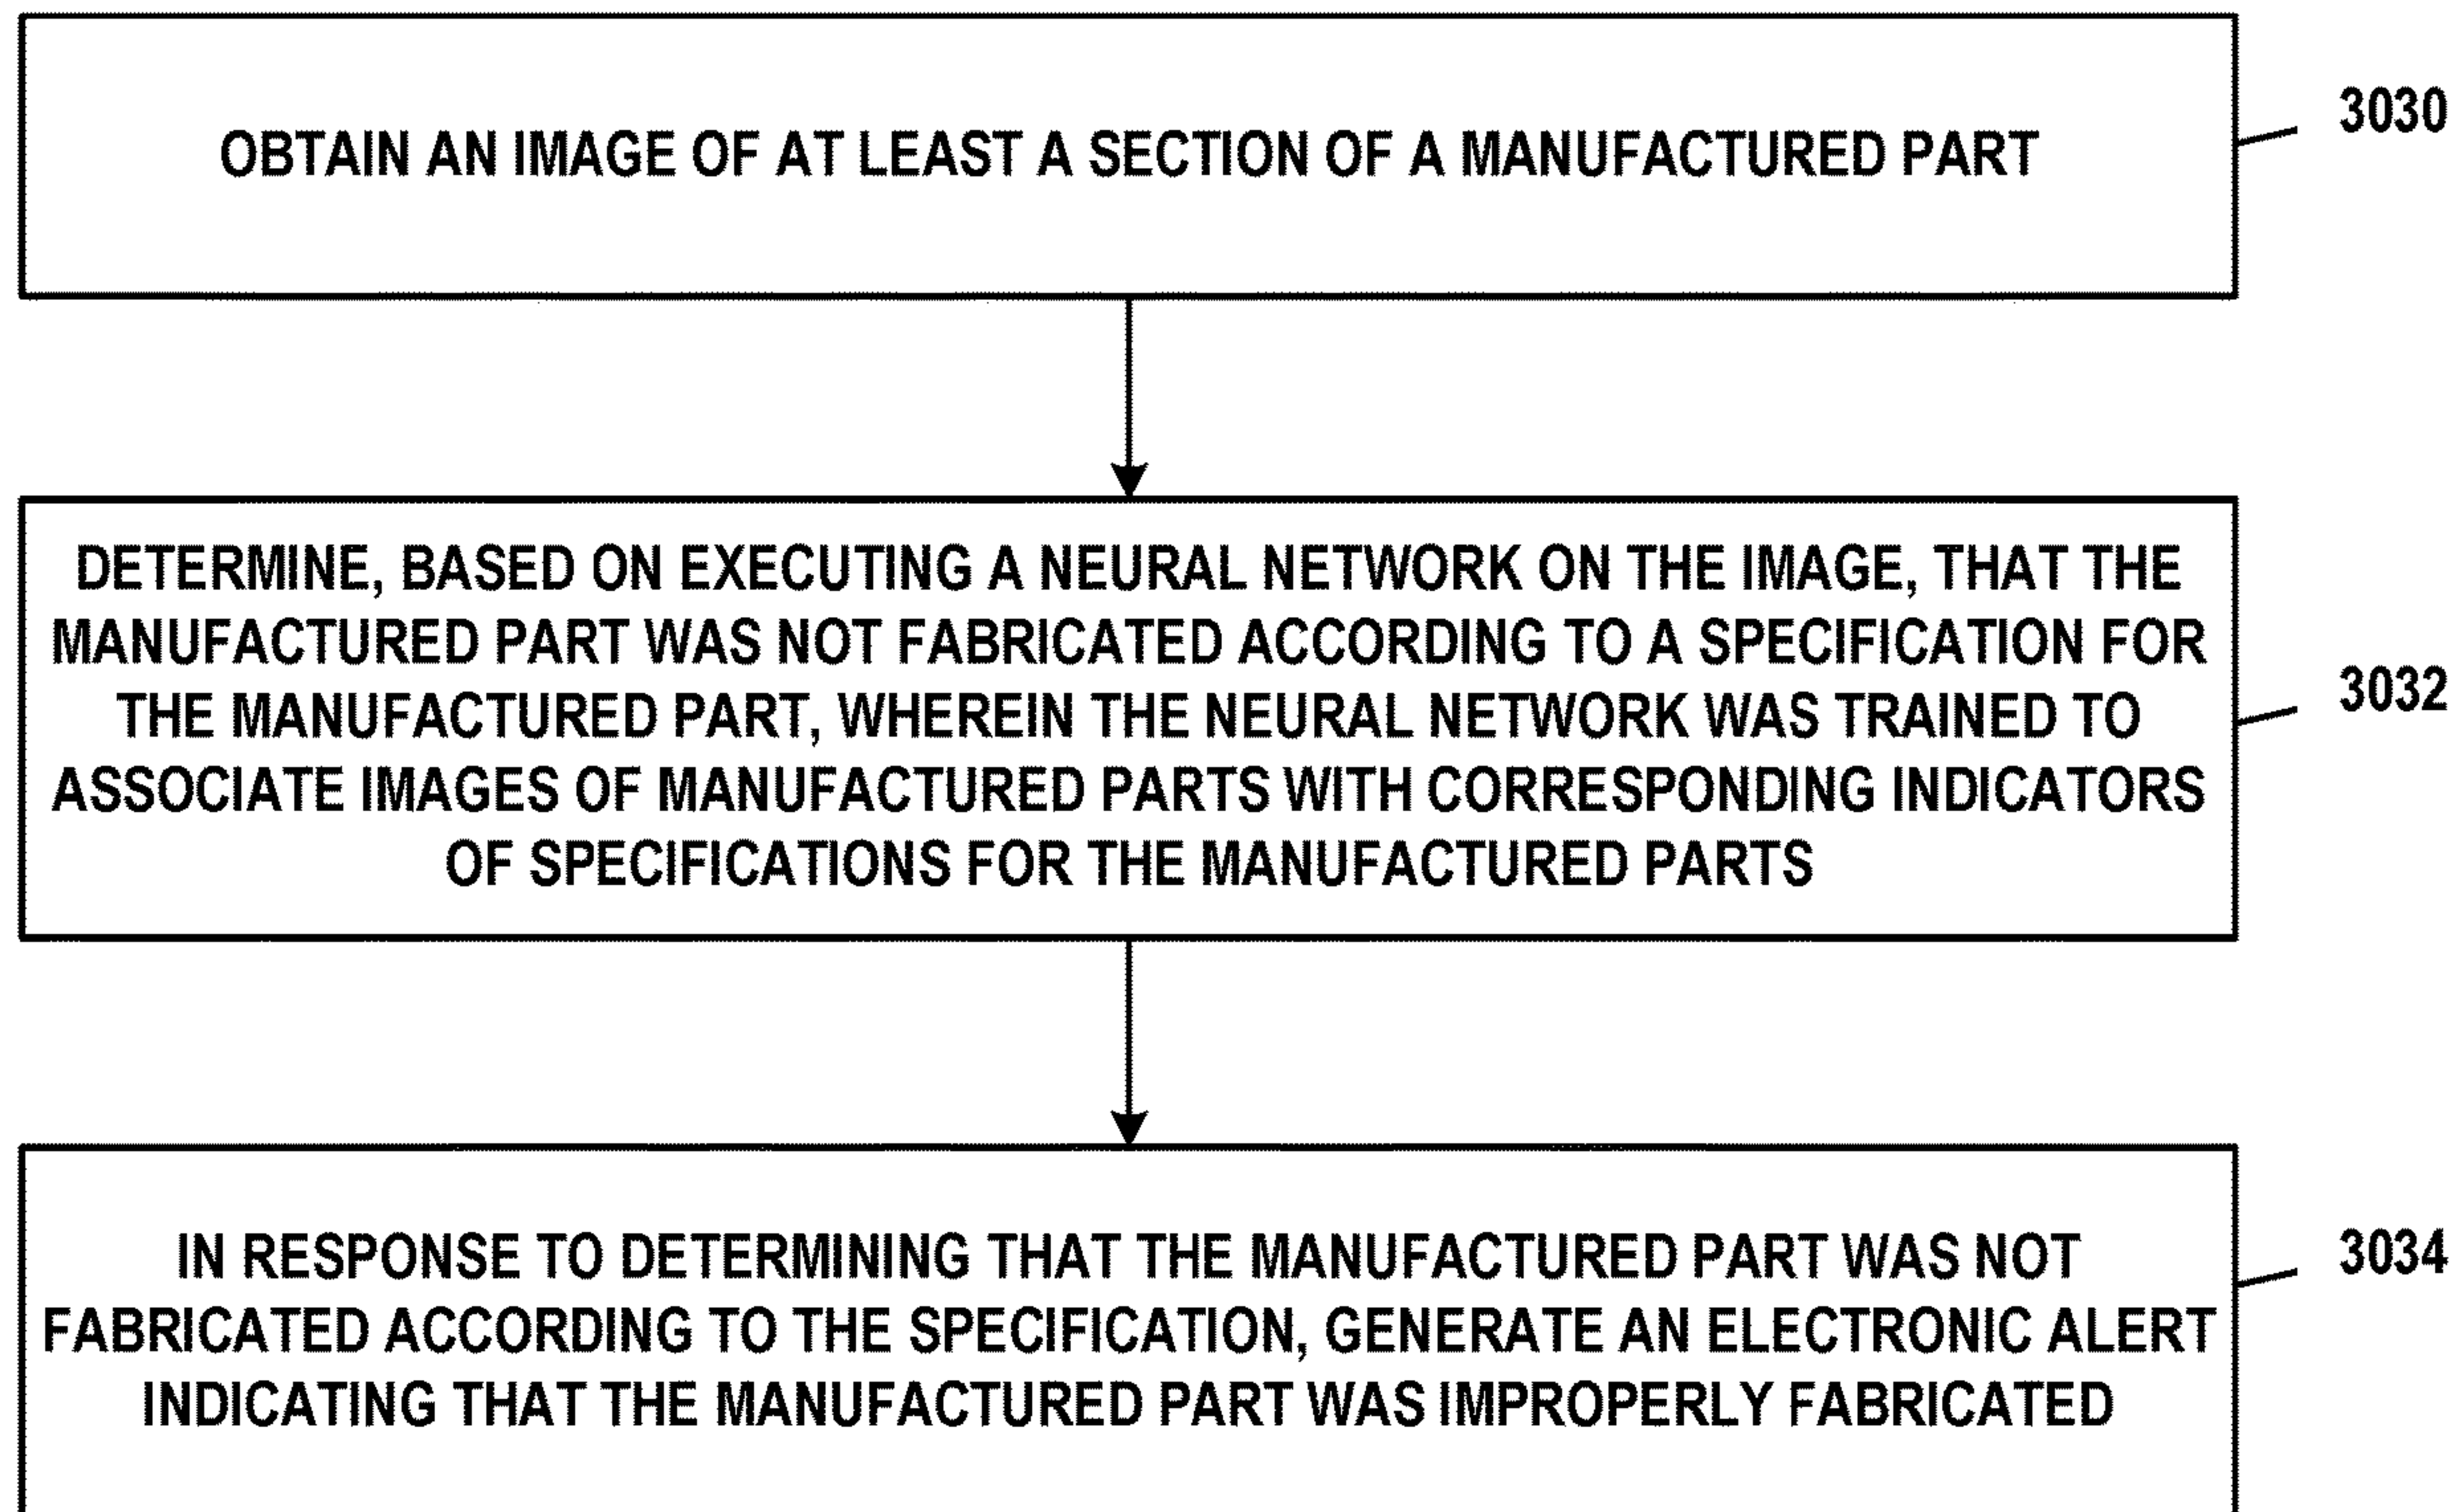 OBTAIN AN IMAGE OF AT LEAST A SECTION OF A MANUFACTURED PART
3030
DETERMINE, BASED ON EXECUTING A NEURAL NETWORK ON THE IMAGE, THAT THE
MANUFACTURED PART WAS NOT FABRICATED ACCORDING TO A SPECIFICATION FOR
THE MANUFACTURED PART, WHEREIN THE NEURAL NETWORK WAS TRAINED TO
ASSOCIATE IMAGES OF MANUFACTURED PARTS WITH CORRESPONDING INDICATORS
OF SPECIFICATIONS FOR THE MANUFACTURED PARTS
3032
IN RESPONSE TO DETERMINING THAT THE MANUFACTURED PART WAS NOT
FABRICATED ACCORDING TO THE SPECIFICATION, GENERATE AN ELECTRONIC ALERT
INDICATING THAT THE MANUFACTURED PART WAS IMPROPERLY FABRICATED
3034